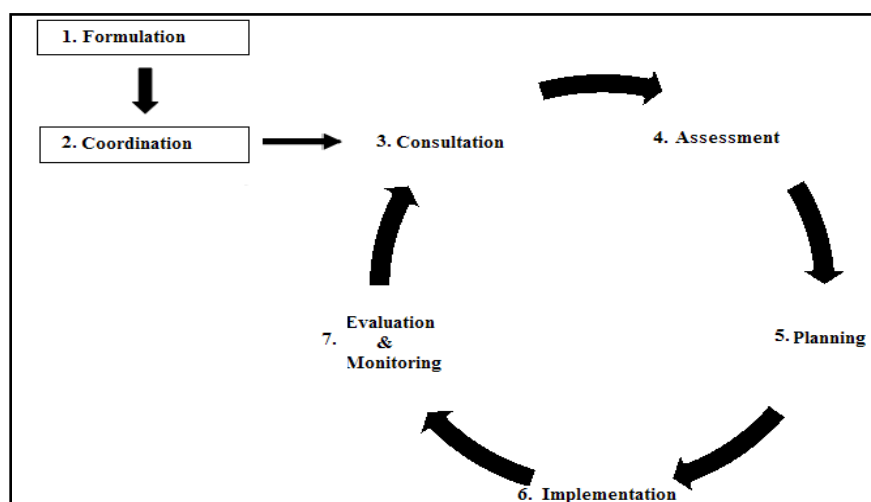 1. Formulation
2. Coordination
3. Consultation
4. Assessment
5. Planning
6. Implementation
7. Evaluation
&
Monitoring